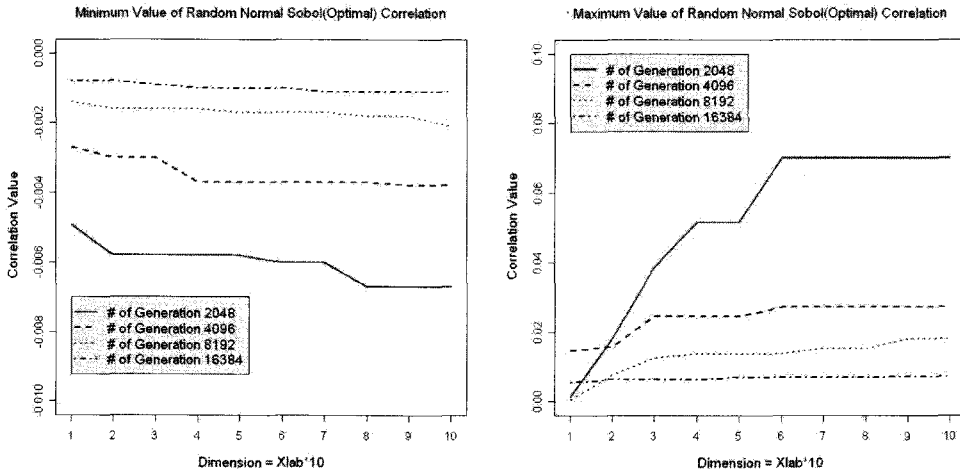 Minimum Value of Random Normal Sobol(Optimal) Correlation
0.000
-0.002
-0.004
-0.006
-0.008
-0.010
Correlation Value
# of Generation 2048
# of Generation 4096
# of Generation 8192
# of Generation 16384
1 2 3 4 5 6 7 8 9 10
Dimension = Xlab*10
Maximum Value of Random Normal Sobol(Optimal) Correlation
0.10
0.08
0.06
0.04
0.02
0.00
Correlation Value
# of Generation 2048
# of Generation 4096
# of Generation 8192
# of Generation 16384
1 2 3 4 5 6 7 8 9 10
Dimension = Xlab*10